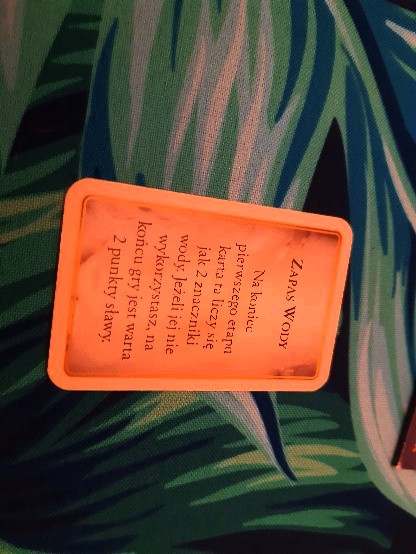 ZAPAS WODY
Na koniec
pierwszego etapu
karta ta liczy się
jak 2 znaczniki
wody. Jeżeli jej nie
wykorzystasz, na
końcu gry jest warta
2 punkty sławy.